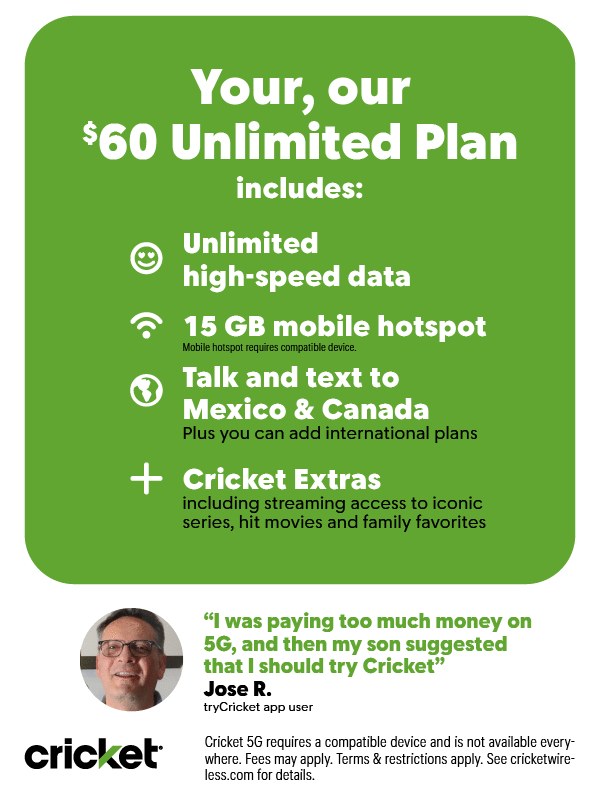 Your, our
$60 Unlimited Plan
includes:
Unlimited
high-speed data
15 GB mobile hotspot
Mobile hotspot requires compatible device.
Talk and text to
Mexico & Canada
Plus you can add international plans
Cricket Extras
including streaming access to iconic
series, hit movies and family favorites
“I was paying too much money on
5G, and then my son suggested
that I should try Cricket”
Jose R.
tryCricket app user
cricket
Cricket 5G requires a compatible device and is not available every-
where. Fees may apply. Terms & restrictions apply. See cricketwire-
less.com for details.